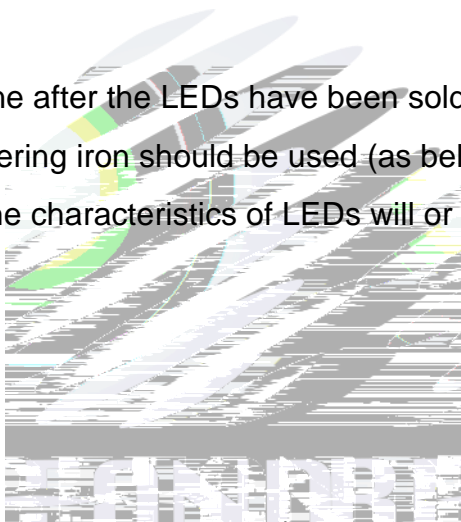 ne after the LEDs have been sold
ering iron should be used (as bel
ne characteristics of LEDs will or